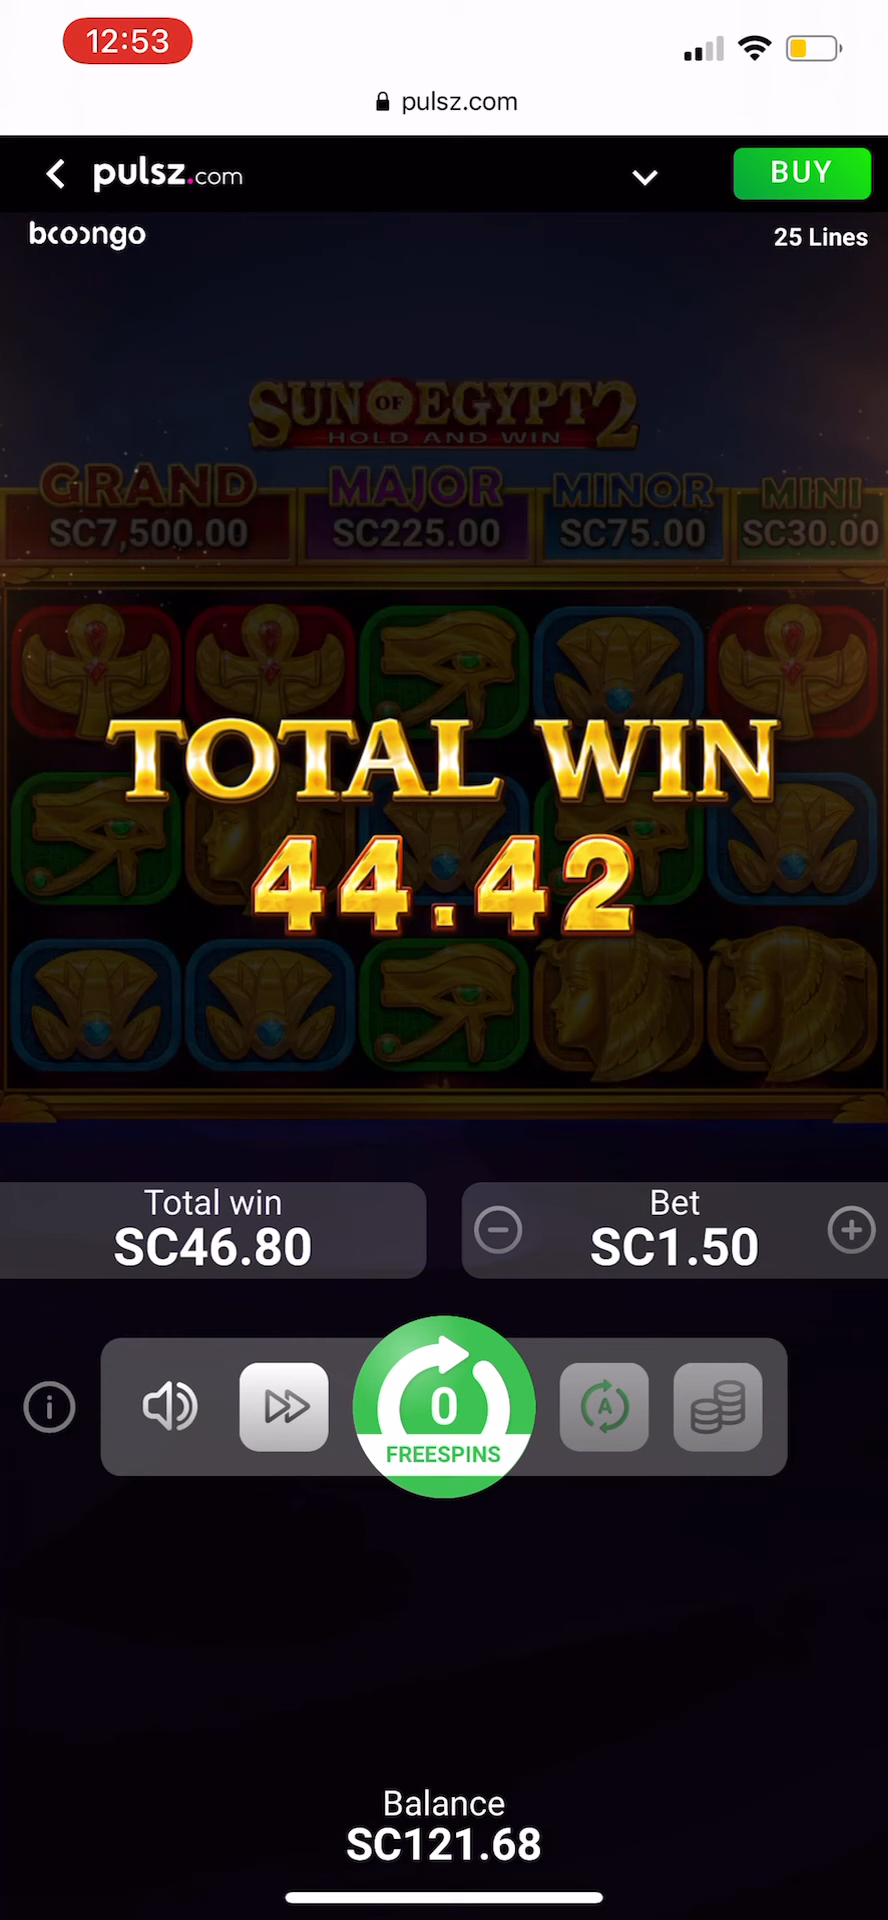 12:53
pulsz.com
pulsz.com
BUY
booongo
25 Lines
SUN OF EGYPT 2
HOLD AND WIN
GRAND MAJOR MINOR MINI
SC7,500.00 SC225.00 SC75.00 SC30.00
TOTAL WIN
44.42
Total win
SC46.80
Bet
SC1.50
0
FREESPINS
A
Balance
SC121.68